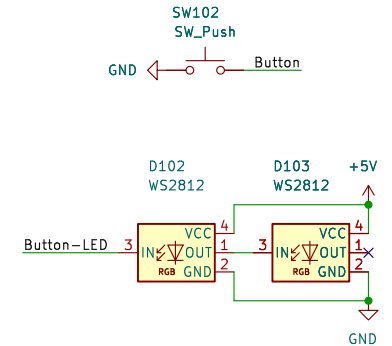 SW102
SW_Push
GND
Button
D102
WS2812
D103
WS2812
+5V
Button-LED
3
IN
RGB
VCC
OUT
GND
4
1
2
3
IN
RGB
VCC
OUT
GND
4
1
2
GND